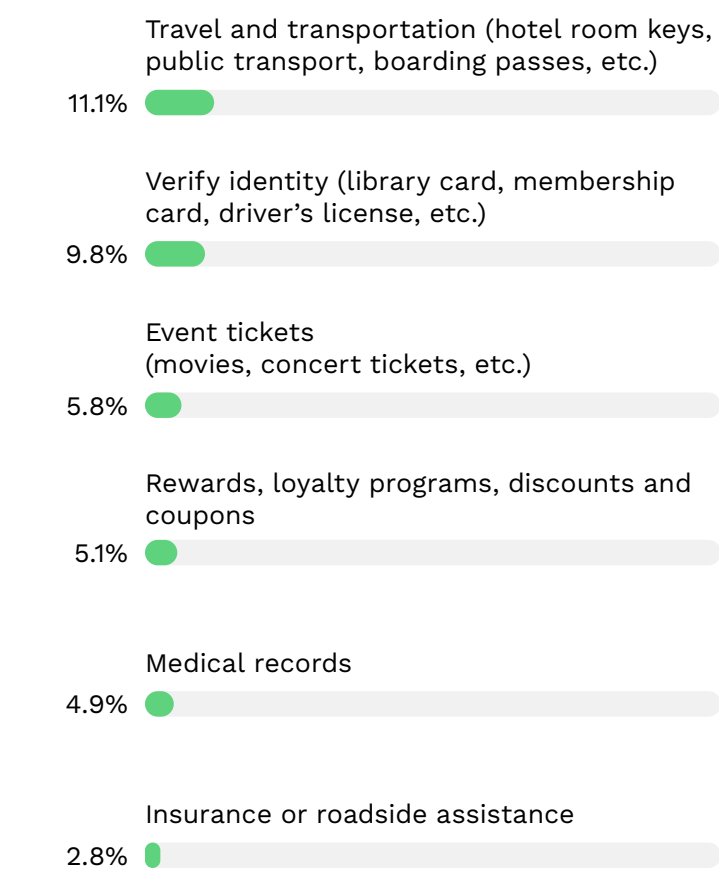 Travel and transportation (hotel room keys,
public transport, boarding passes, etc.)
11.1%
Verify identity (library card, membership
card, driver’s license, etc.)
9.8%
Event tickets
(movies, concert tickets, etc.)
5.8%
Rewards, loyalty programs, discounts and
coupons
5.1%
Medical records
4.9%
Insurance or roadside assistance
2.8%